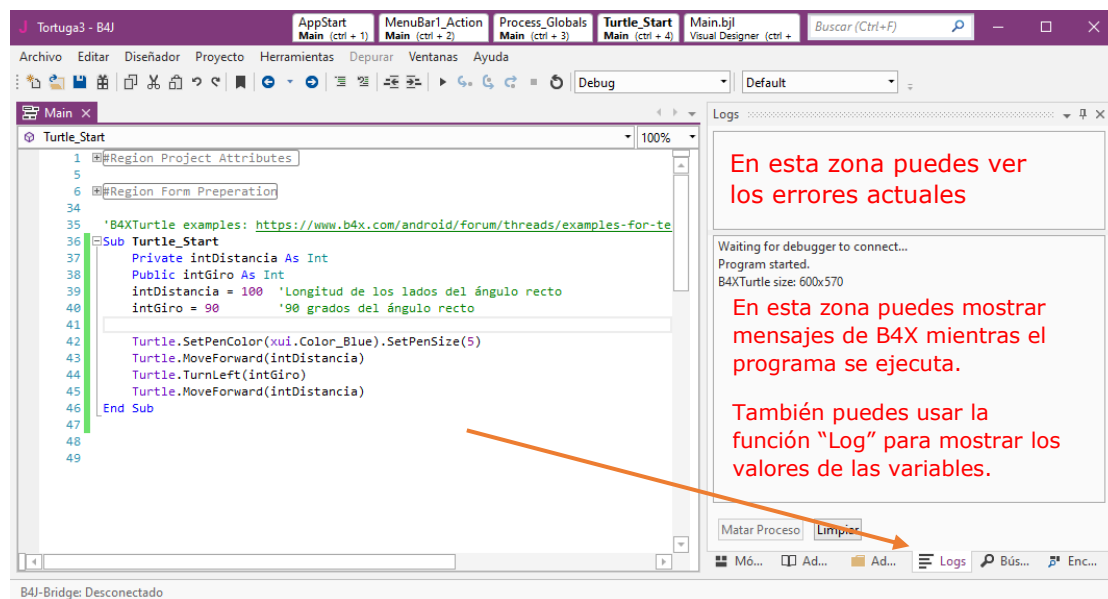 Tortuga3 - B4J
AppStart
Main (ctrl + 1)
MenuBar1_Action
Main (ctrl + 2)
Process_Globals
Main (ctrl + 3)
Turtle_Start
Main (ctrl + 4)
Main.bjl
Visual Designer (ctrl +
Buscar (Ctrl+F)
Archivo Editar Diseñador Proyecto Herramientas Depurar Ventanas Ayuda
Debug
Default
Main
Turtle_Start
100%
1 #Region Project Attributes
5
6 #Region Form Preperation
34
35 'B4XTurtle examples: https://www.b4x.com/android/forum/threads/examples-for-te
36 Sub Turtle_Start
37 Private intDistancia As Int
38 Public intGiro As Int
39 intDistancia = 100 'Longitud de los lados del ángulo recto
40 intGiro = 90 '90 grados del ángulo recto
41
42 Turtle.SetPenColor(xui.Color_Blue).SetPenSize(5)
43 Turtle.MoveForward(intDistancia)
44 Turtle.TurnLeft(intGiro)
45 Turtle.MoveForward(intDistancia)
46 End Sub
47
48
49
Logs
En esta zona puedes ver
los errores actuales
Waiting for debugger to connect...
Program started.
B4XTurtle size: 600x570
En esta zona puedes mostrar
mensajes de B4X mientras el
programa se ejecuta.
También puedes usar la
función “Log” para mostrar los
valores de las variables.
Matar Proceso
Limpiar
Mó... Ad... Ad... Logs Bús... Enc...
B4J-Bridge: Desconectado